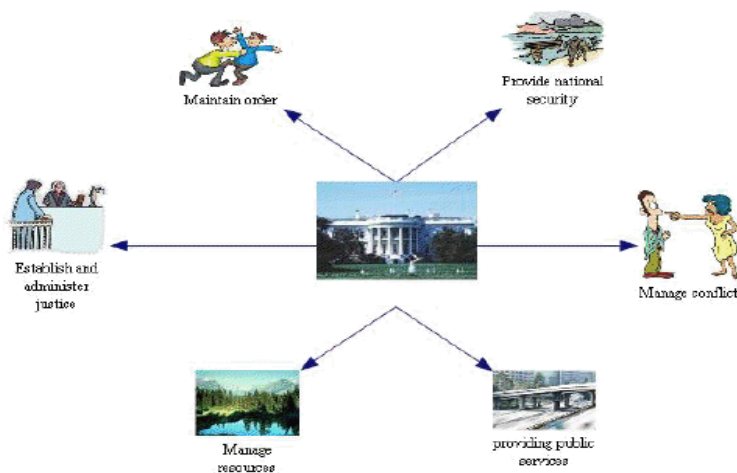 Maintain order
Provide national
security
Establish and
administer
justice
Manage conflict
Manage
resources
providing public
services